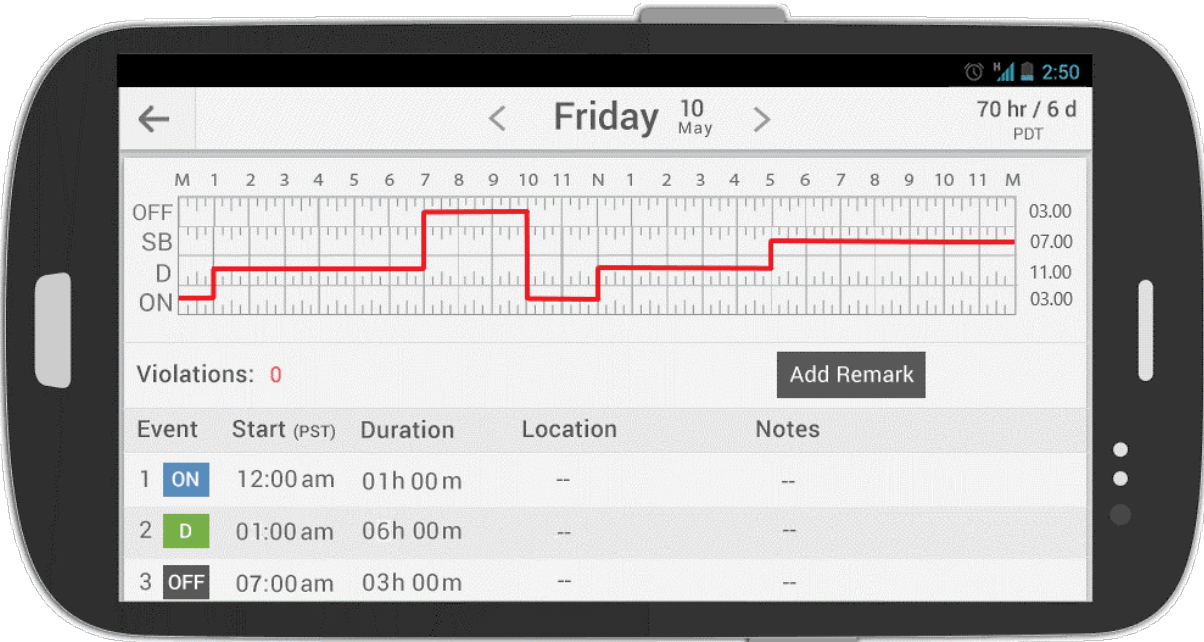 H 2:50
Friday 10 May 70 hr / 6 d
PDT
M 1 2 3 4 5 6 7 8 9 10 11 N 1 2 3 4 5 6 7 8 9 10 11 M
OFF 03.00
SB 07.00
D 11.00
ON 03.00
Violations: 0 Add Remark
Event Start (PST) Duration Location Notes
1 ON 12:00 am 01h 00 m -- --
2 D 01:00 am 06h 00 m -- --
3 OFF 07:00 am 03h 00 m -- --